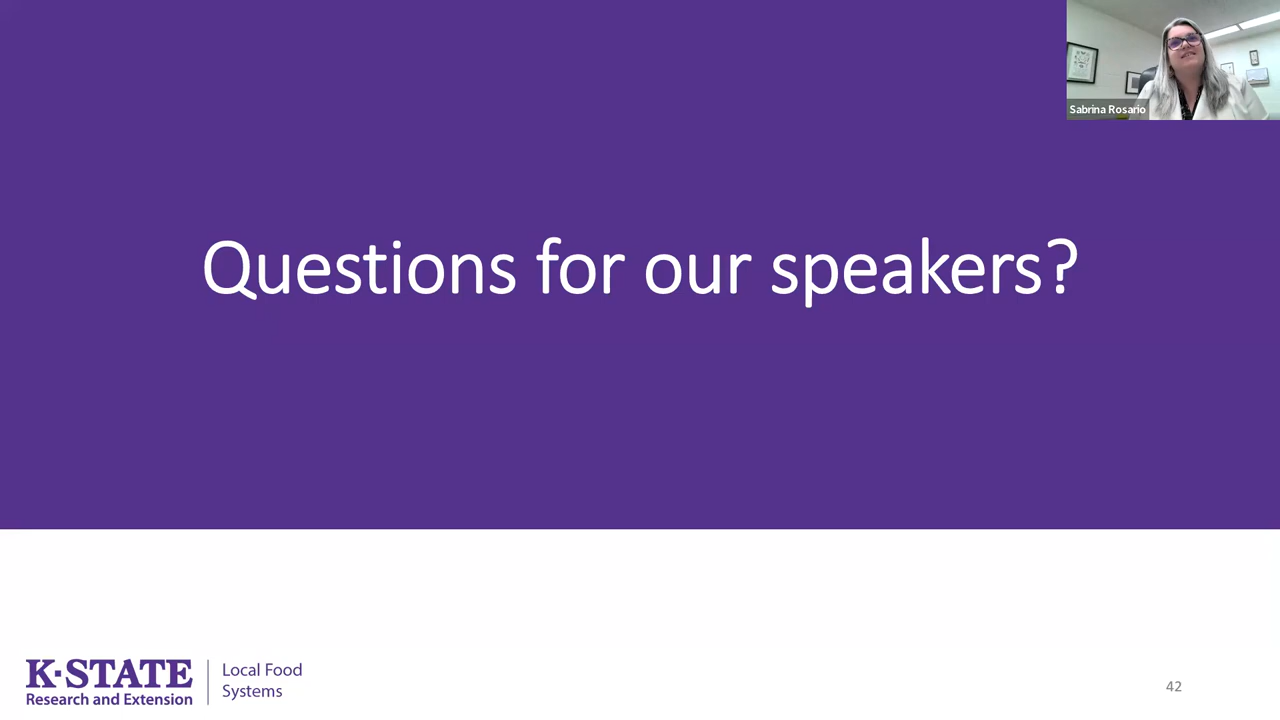 Sabrina Rosario
Questions for our speakers?
K·STATE
Research and Extension
Local Food
Systems
42